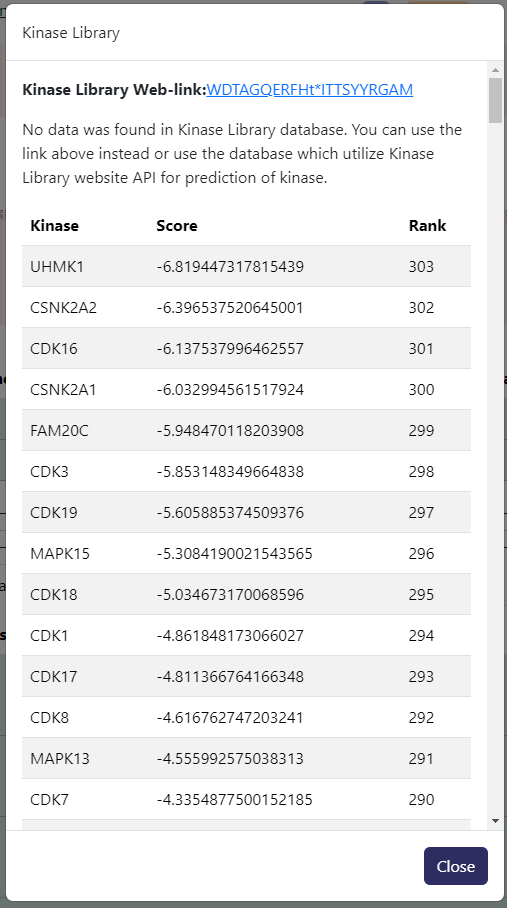 Kinase Library
Kinase Library Web-link:WDTAGQERFHt*ITTSYYRGAM
No data was found in Kinase Library database. You can use the
link above instead or use the database which utilize Kinase
Library website API for prediction of kinase.
Kinase Score Rank
UHMK1 -6.819447317815439 303
CSNK2A2 -6.396537520645001 302
CDK16 -6.137537996462557 301
CSNK2A1 -6.032994561517924 300
FAM20C -5.948470118203908 299
CDK3 -5.853148349664838 298
CDK19 -5.605885374509376 297
MAPK15 -5.3084190021543565 296
CDK18 -5.034673170068596 295
CDK1 -4.861848173066027 294
CDK17 -4.811366764166348 293
CDK8 -4.616762747203241 292
MAPK13 -4.555992575038313 291
CDK7 -4.3354877500152185 290
Close